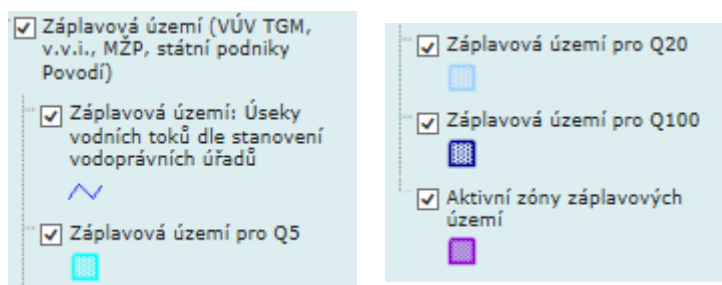 Záplavová území (VÚV TGM,
v.v.i., MŽP, státní podniky
Povodí)
Záplavová území: Úseky
vodních toků dle stanovení
vodoprávních úřadů
Záplavová území pro Q5
Záplavová území pro Q20
Záplavová území pro Q100
Aktivní zóny záplavových
území